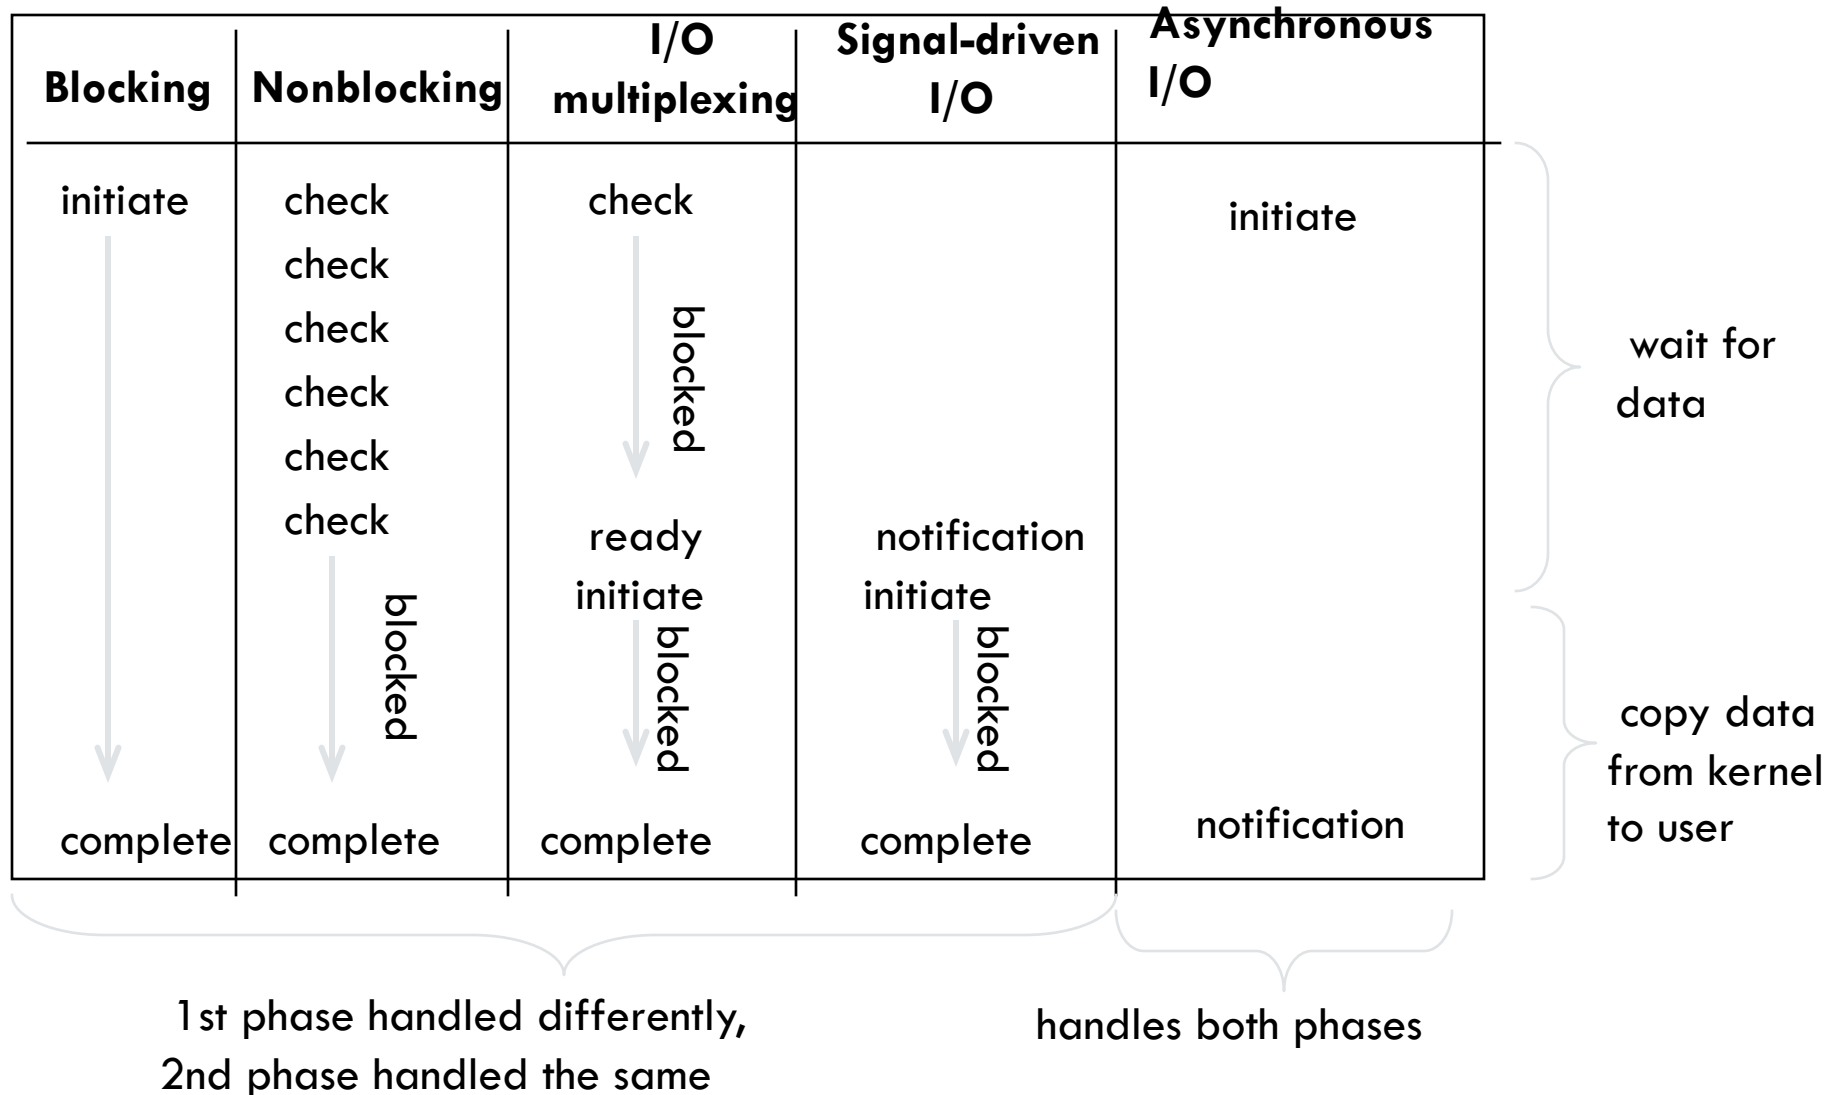 Blocking
Nonblocking
I/O
multiplexing
Signal-driven
I/O
Asynchronous
I/O
initiate
complete
check
check
check
check
check
check
blocked
complete
check
blocked
ready
initiate
blocked
complete
notification
initiate
blocked
complete
initiate
notification
wait for
data
copy data
from kernel
to user
1st phase handled differently,
2nd phase handled the same
handles both phases